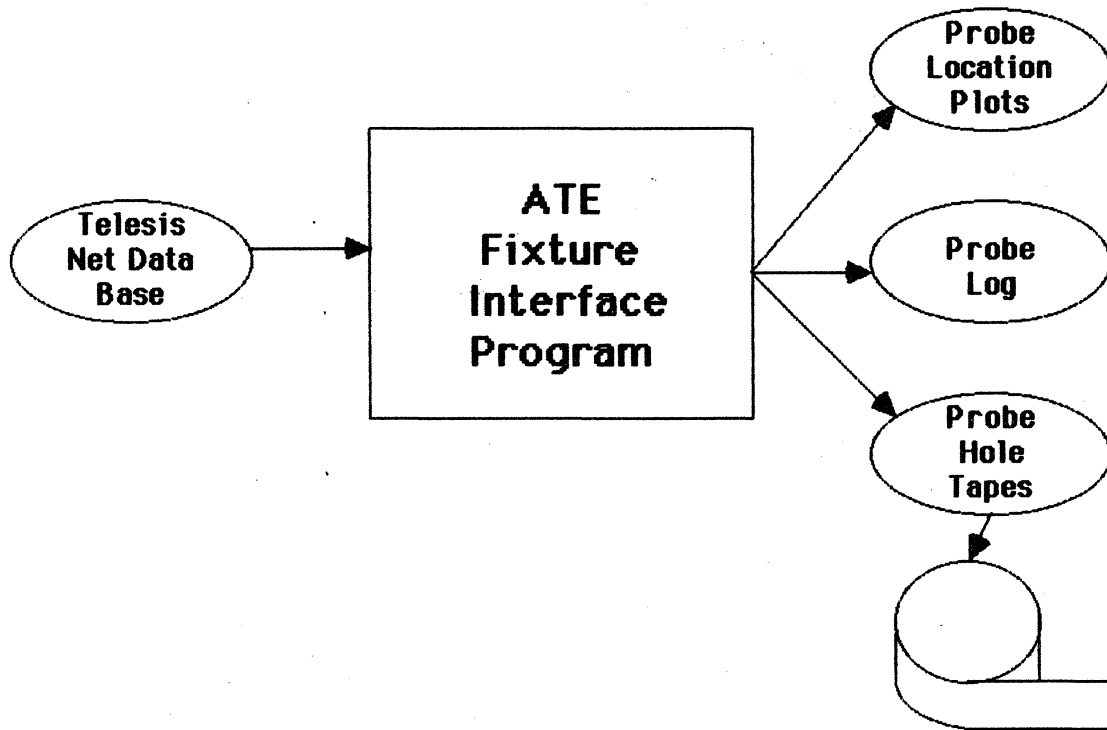 Telesis
Net Data
Base
ATE
Fixture
Interface
Program
Probe
Location
Plots
Probe
Log
Probe
Hole
Tapes